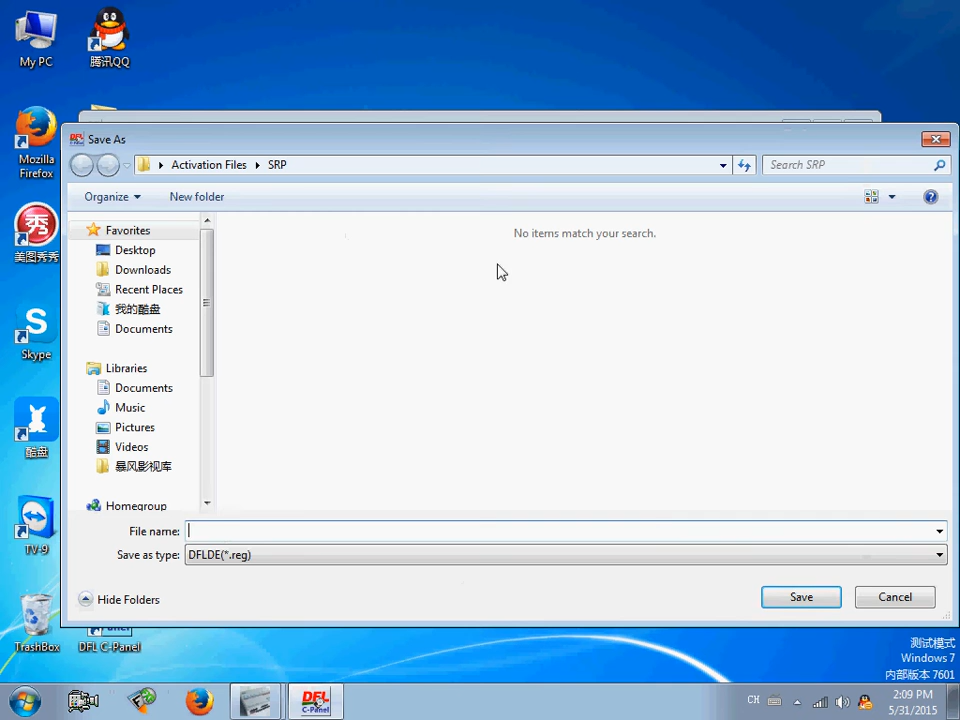 My PC
腾讯QQ
Mozilla
Firefox
秀
美图秀秀
Skype
酷盘
TV-9
TrashBox
DFL C-Panel
DFL
Save As
Activation Files
SRP
Search SRP
Organize
New folder
Favorites
Desktop
Downloads
Recent Places
我的酷盘
Documents
Libraries
Documents
Music
Pictures
Videos
暴风影视库
Homegroup
No items match your search.
File name:
Save as type: DFLDE(*.reg)
Hide Folders
Save
Cancel
测试模式
Windows 7
内部版本 7601
DFL
C-Panel
CH
2:09 PM
5/31/2015